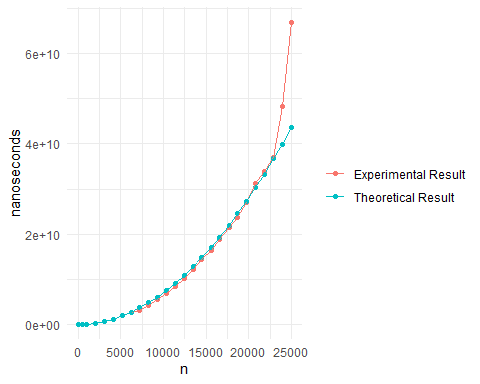 6e+10
4e+10
2e+10
0e+00
nanoseconds
0 5000 10000 15000 20000 25000
n
Experimental Result
Theoretical Result